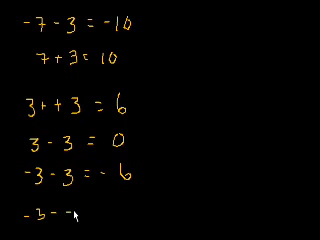 -7 - 3 = -10
7 + 3 = 10
3 + + 3 = 6
3 - 3 = 0
-3 - 3 = - 6
-3 - -